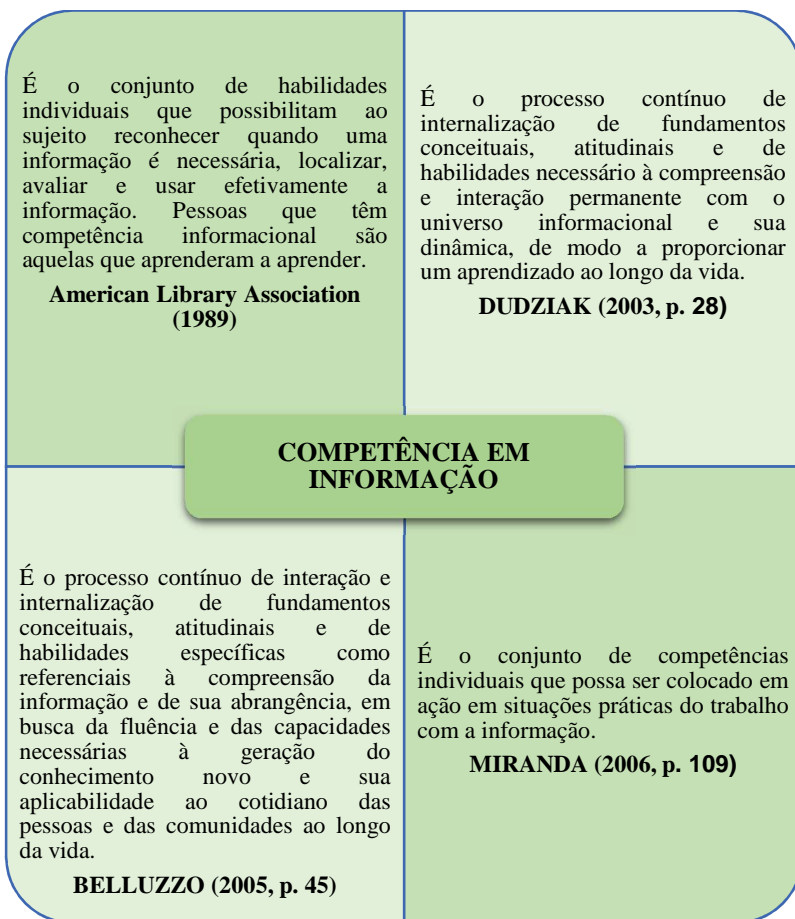 É o conjunto de habilidades
individuais que possibilitam ao
sujeito reconhecer quando uma
informação é necessária, localizar,
avaliar e usar efetivamente a
informação. Pessoas que têm
competência informacional são
aquelas que aprenderam a aprender.
American Library Association
(1989)
É o processo contínuo de
internalização de fundamentos
conceituais, atitudinais e de
habilidades necessário à compreensão
e interação permanente com o
universo informacional e sua
dinâmica, de modo a proporcionar
um aprendizado ao longo da vida.
DUDZIAK (2003, p. 28)
COMPETÊNCIA EM
INFORMAÇÃO
É o processo contínuo de interação e
internalização de fundamentos
conceituais, atitudinais e de
habilidades específicas como
referenciais à compreensão da
informação e de sua abrangência, em
busca da fluência e das capacidades
necessárias à geração do
conhecimento novo e sua
aplicabilidade ao cotidiano das
pessoas e das comunidades ao longo
da vida.
BELLUZZO (2005, p. 45)
É o conjunto de competências
individuais que possa ser colocado em
ação em situações práticas do trabalho
com a informação.
MIRANDA (2006, p. 109)